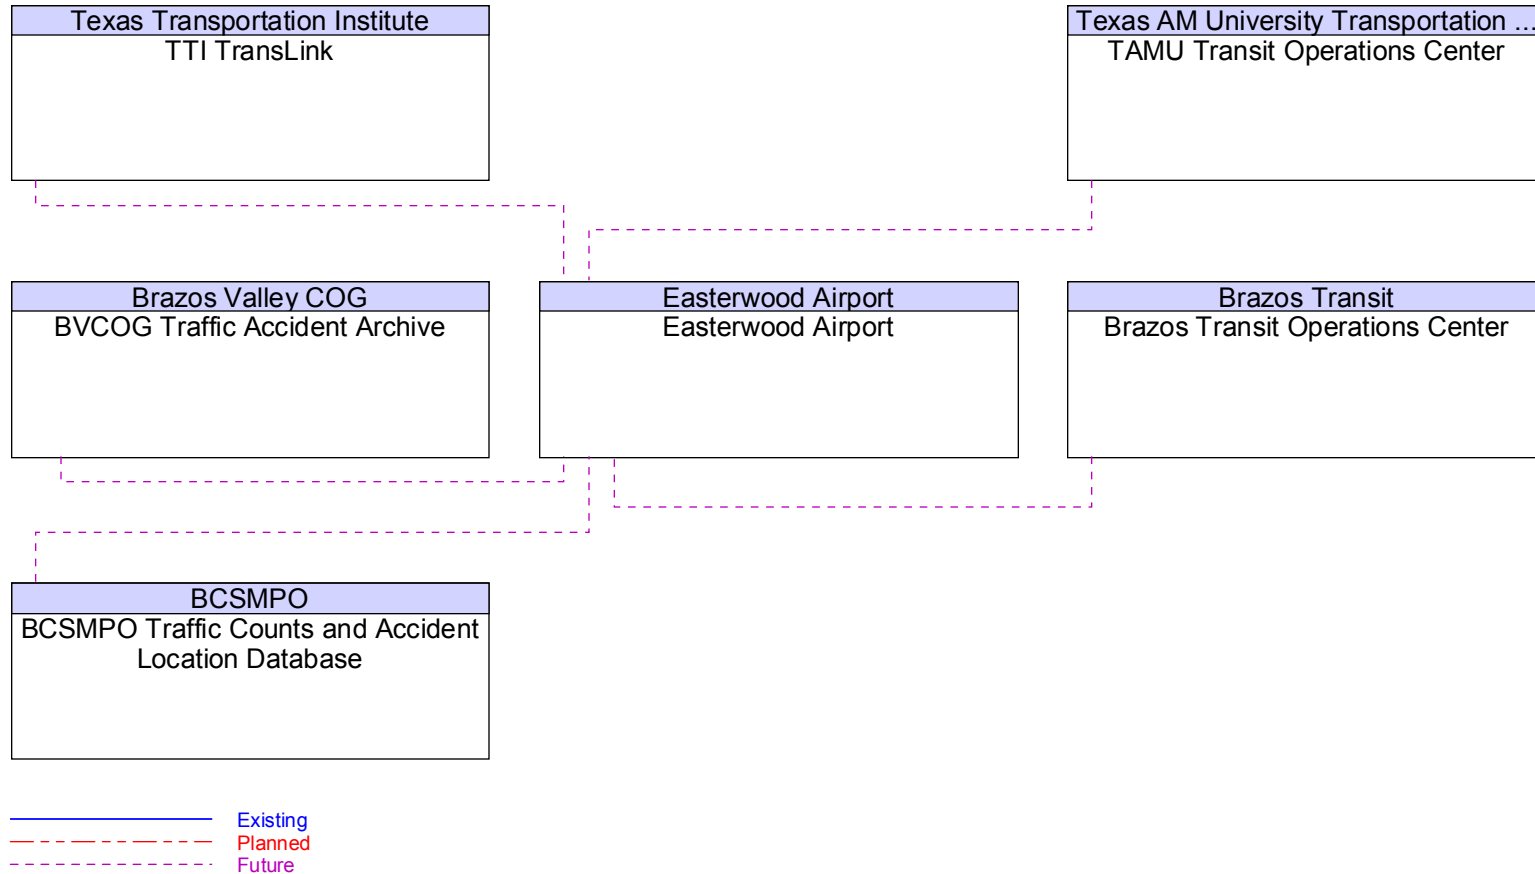 Texas Transportation Institute
TTI TransLink
Texas AM University Transportation ...
TAMU Transit Operations Center
Brazos Valley COG
BVCOG Traffic Accident Archive
Easterwood Airport
Easterwood Airport
Brazos Transit
Brazos Transit Operations Center
BCSMPO
BCSMPO Traffic Counts and Accident
Location Database
Existing
Planned
Future